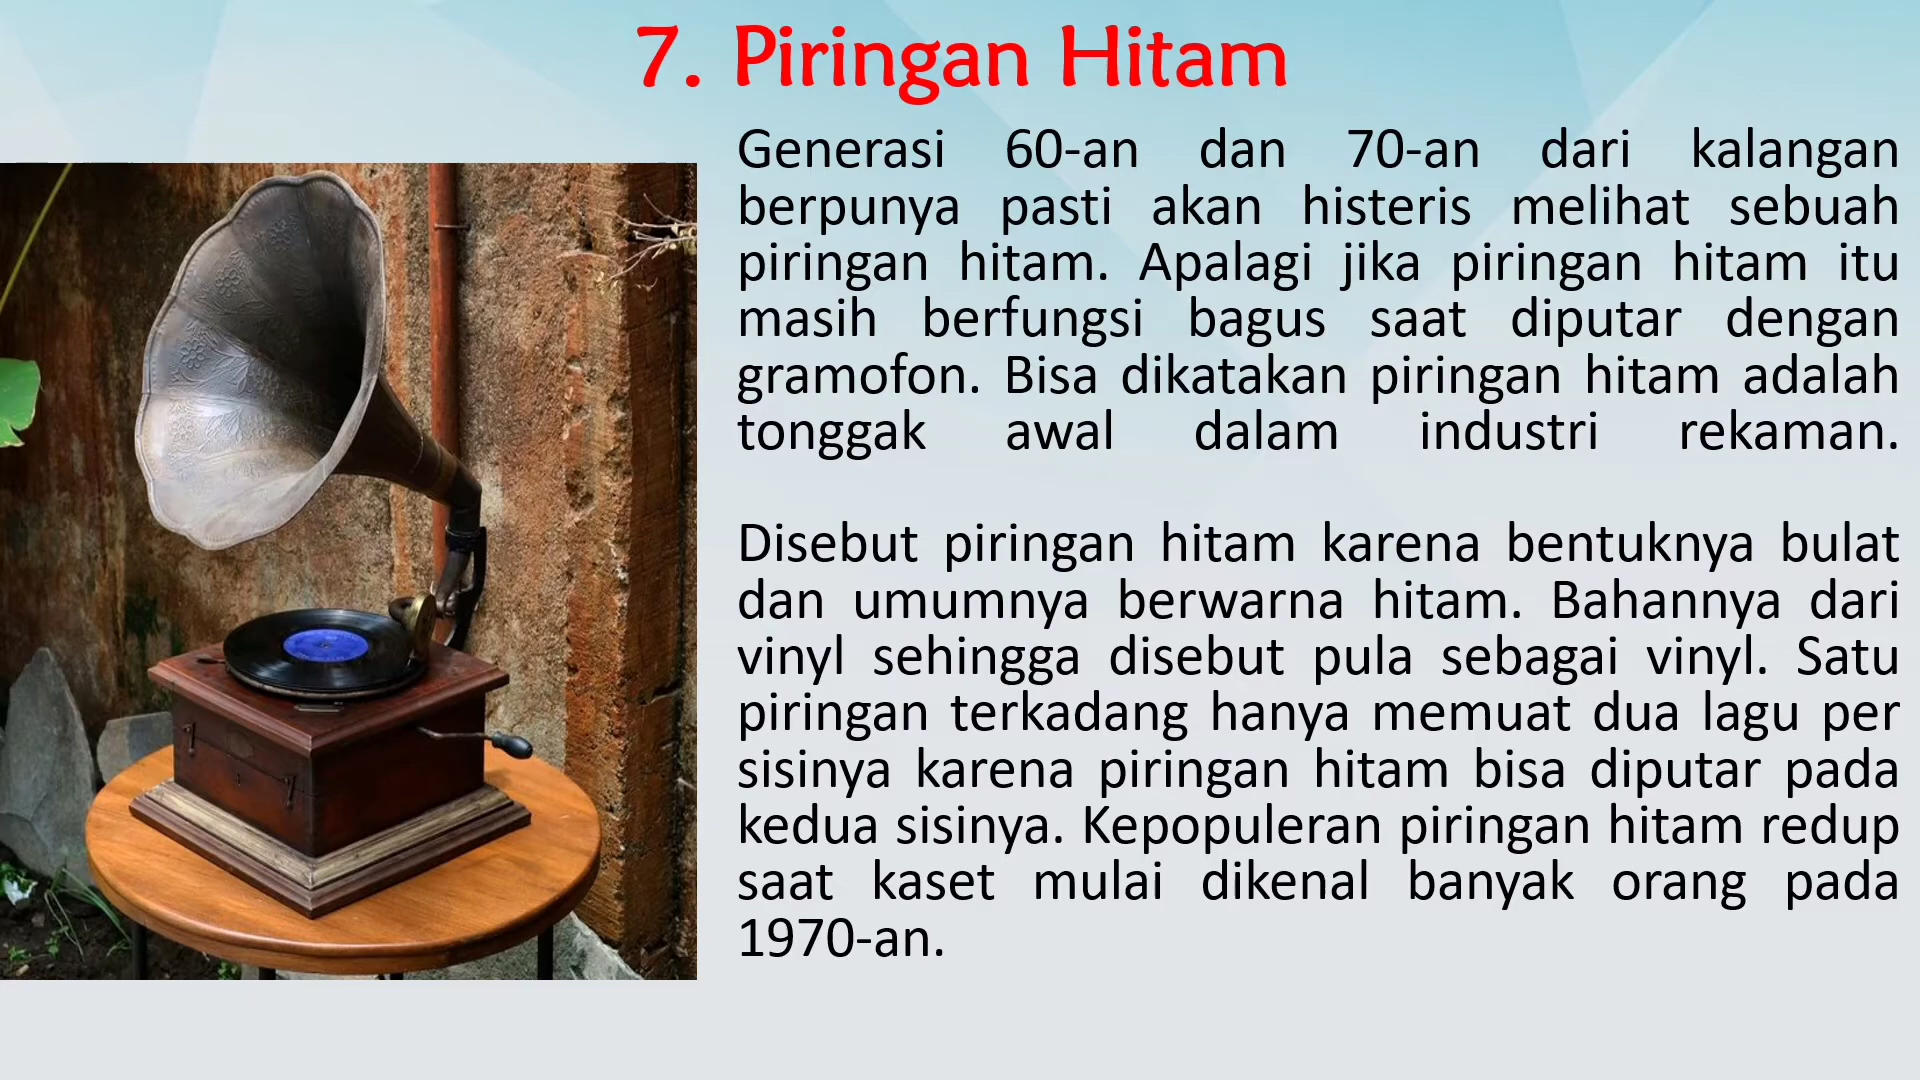 7. Piringan Hitam
Generasi 60-an dan 70-an dari kalangan
berpunya pasti akan histeris melihat sebuah
piringan hitam. Apalagi jika piringan hitam itu
masih berfungsi bagus saat diputar dengan
gramofon. Bisa dikatakan piringan hitam adalah
tonggak awal dalam industri rekaman.
Disebut piringan hitam karena bentuknya bulat
dan umumnya berwarna hitam. Bahannya dari
vinyl sehingga disebut pula sebagai vinyl. Satu
piringan terkadang hanya memuat dua lagu per
sisinya karena piringan hitam bisa diputar pada
kedua sisinya. Kepopuleran piringan hitam redup
saat kaset mulai dikenal banyak orang pada
1970-an.